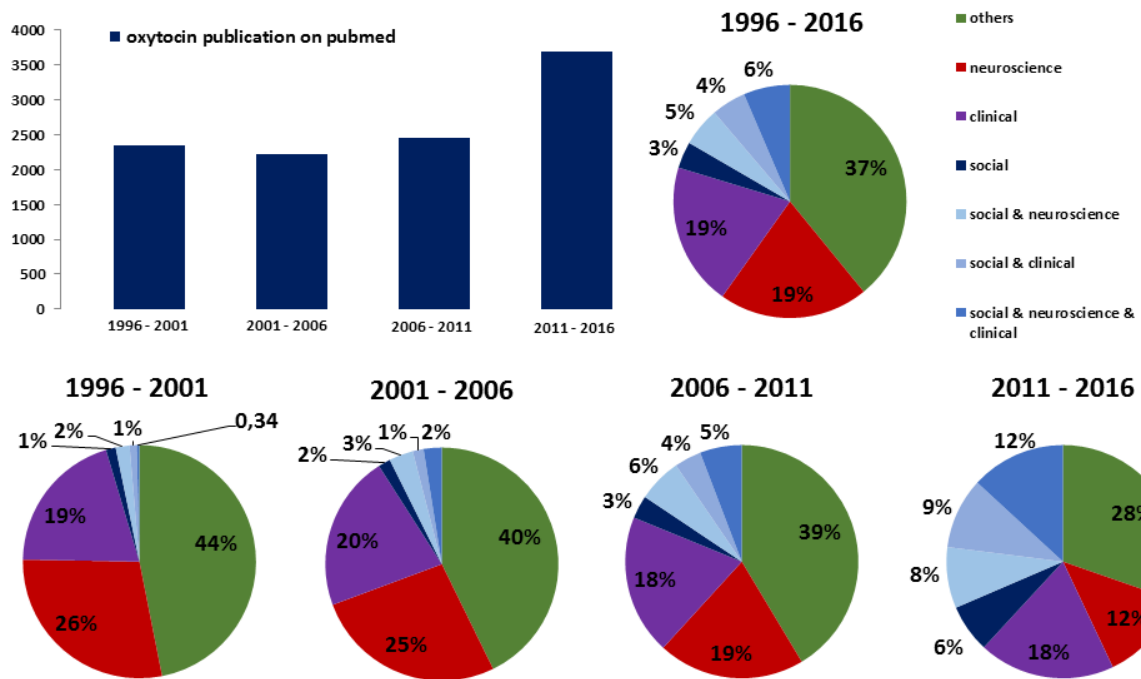 4000
3500
3000
2500
2000
1500
1000
500
0
oxytocin publication on pubmed
1996 - 2001
2001 - 2006
2006 - 2011
2011 - 2016
1996 - 2016
6%
4%
5%
3%
37%
19%
19%
others
neuroscience
clinical
social
social & neuroscience
social & clinical
social & neuroscience &
clinical
1996 - 2001
2%
1%
0,34
1%
19%
44%
26%
2001 - 2006
1%
2%
3%
2%
20%
40%
25%
2006 - 2011
5%
4%
6%
3%
39%
18%
19%
2011 - 2016
12%
9%
28%
8%
12%
6%
18%